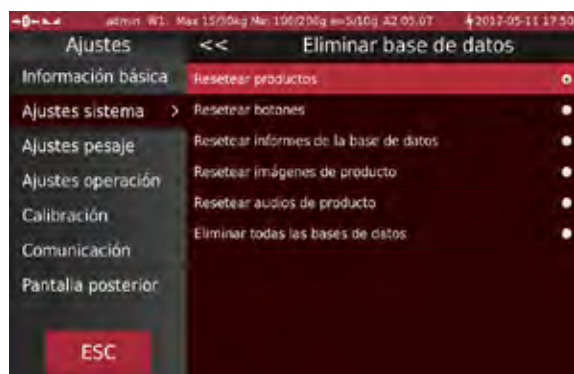 admin W1 Max 15/30kg Min 100/200g e=5/10g A2 05.07 2017-05-11 17:50
Ajustes
<< Eliminar base de datos
Información básica
Ajustes sistema >
Ajustes pesaje
Ajustes operación
Calibración
Comunicación
Pantalla posterior
ESC
Resetear productos
Resetear botones
Resetear informes de la base de datos
Resetear imágenes de producto
Resetear audios de producto
Eliminar todas las bases de datos